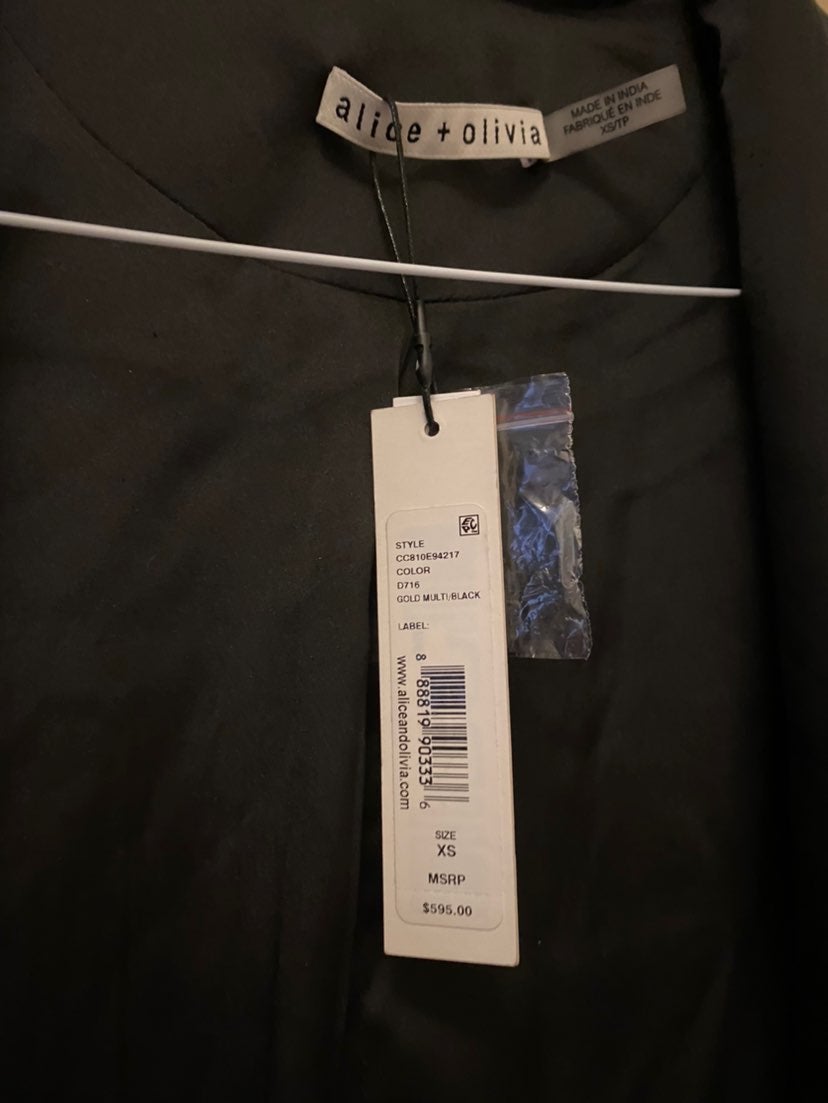 alice + olivia
MADE IN INDIA
FABRIQUÉ EN INDE
XS/TP
STYLE
CC810E94217
COLOR
D716
GOLD MULTI/BLACK
LABEL:
8 88819 90333 6
www.aliceandolivia.com
SIZE
XS
MSRP
$595.00